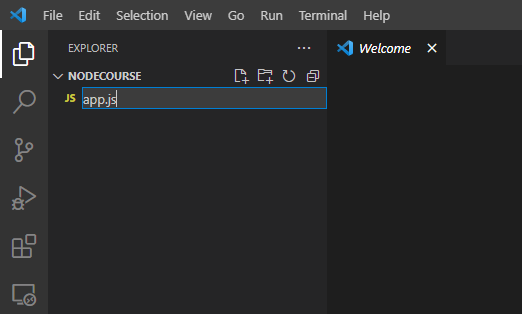 File Edit Selection View Go Run Terminal Help
EXPLORER ···
Welcome
NODECOURSE
JS app.js